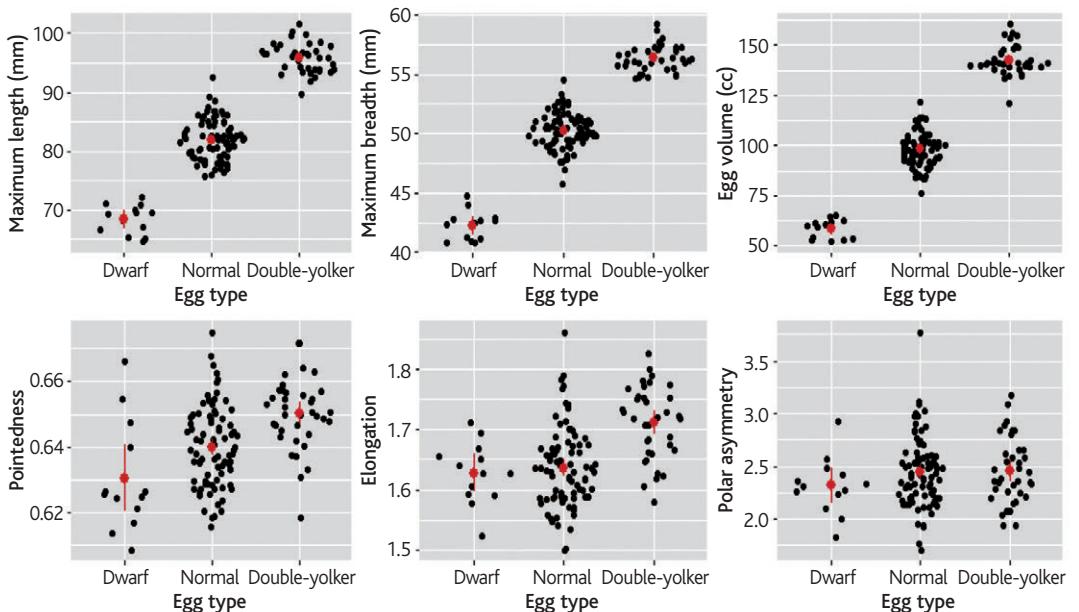 Maximum length (mm)
100
90
80
70
Dwarf Normal Double-yolker
Egg type
Maximum breadth (mm)
60
55
50
45
40
Dwarf Normal Double-yolker
Egg type
Egg volume (cc)
150
125
100
75
50
Dwarf Normal Double-yolker
Egg type
Pointedness
0.66
0.64
0.62
Dwarf Normal Double-yolker
Egg type
Elongation
1.8
1.7
1.6
1.5
Dwarf Normal Double-yolker
Egg type
Polar asymmetry
3.5
3.0
2.5
2.0
Dwarf Normal Double-yolker
Egg type